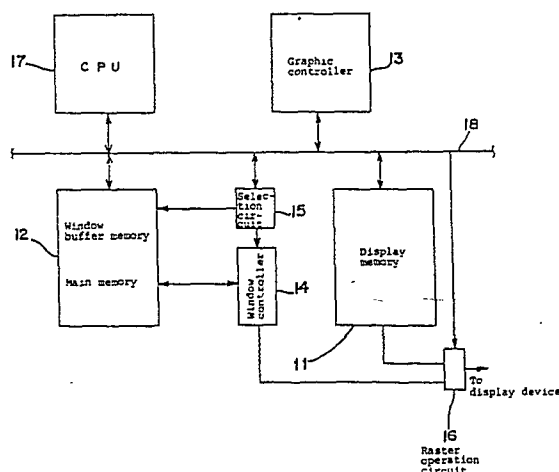 17
CPU
Graphic
controller
13
18
12
Window
buffer memory
Main memory
Selec-
tion
cir-
cuit
15
Window controller
14
Display
memory
11
To
display device
16
Raster
operation
circuit